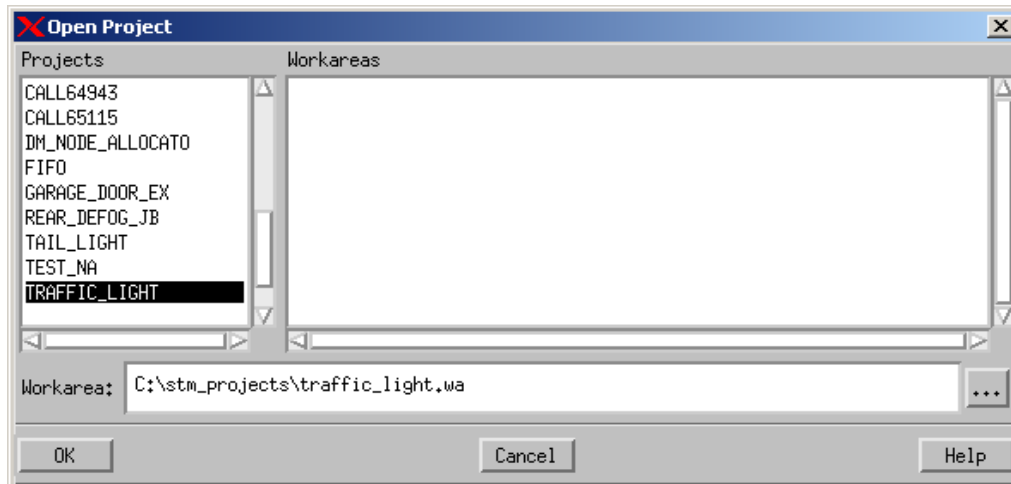 Open Project
Projects Workareas
CALL64943
CALL65115
DM_NODE_ALLOCATO
FIFO
GARAGE_DOOR_EX
REAR_DEFOG_JB
TAIL_LIGHT
TEST_NA
TRAFFIC_LIGHT
Workarea: C:\stm_projects\traffic_light.wa ...
OK Cancel Help